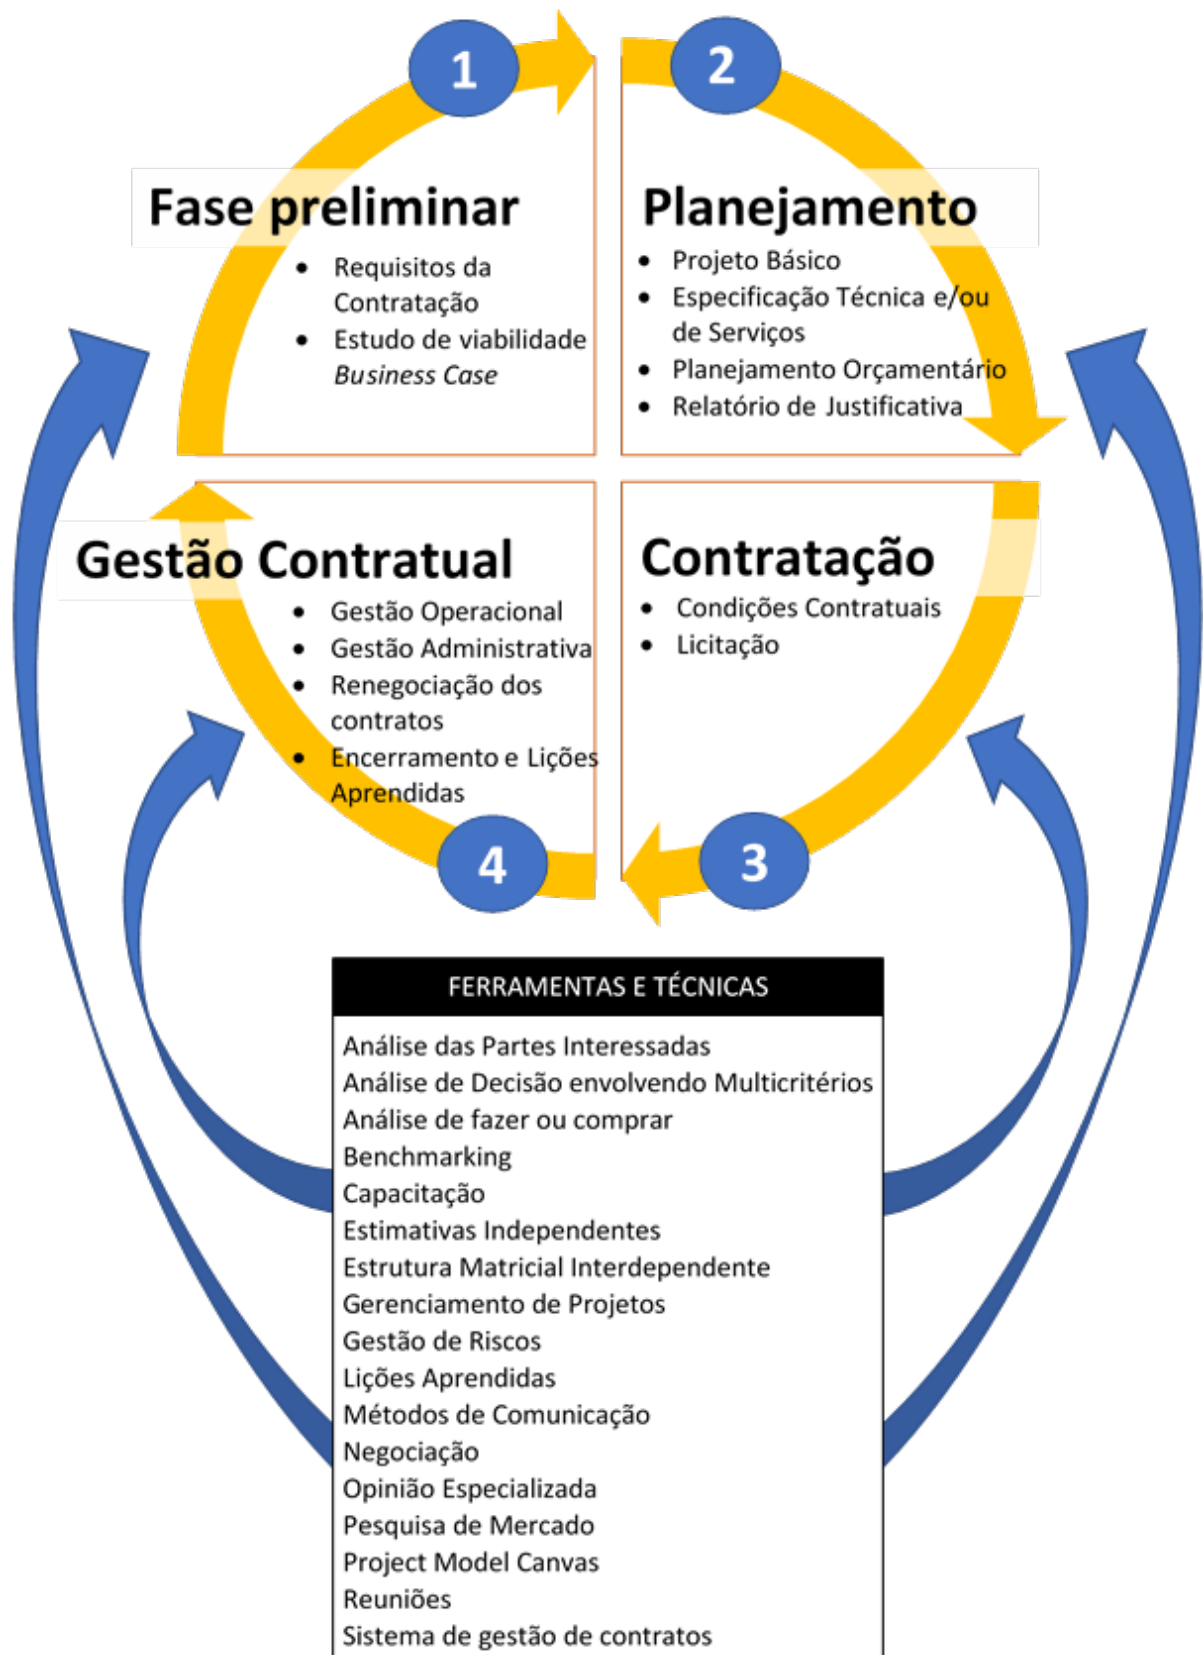 1
Fase preliminar
• Requisitos da
Contratação
• Estudo de viabilidade
Business Case
2
Planejamento
• Projeto Básico
• Especificação Técnica e/ou
de Serviços
• Planejamento Orçamentário
• Relatório de Justificativa
Contratação
• Condições Contratuais
• Licitação
3
Gestão Contratual
• Gestão Operacional
• Gestão Administrativa
• Renegociação dos
contratos
• Encerramento e Lições
Aprendidas
4
FERRAMENTAS E TÉCNICAS
Análise das Partes Interessadas
Análise de Decisão envolvendo Multicritérios
Análise de fazer ou comprar
Benchmarking
Capacitação
Estimativas Independentes
Estrutura Matricial Interdependente
Gerenciamento de Projetos
Gestão de Riscos
Lições Aprendidas
Métodos de Comunicação
Negociação
Opinião Especializada
Pesquisa de Mercado
Project Model Canvas
Reuniões
Sistema de gestão de contratos